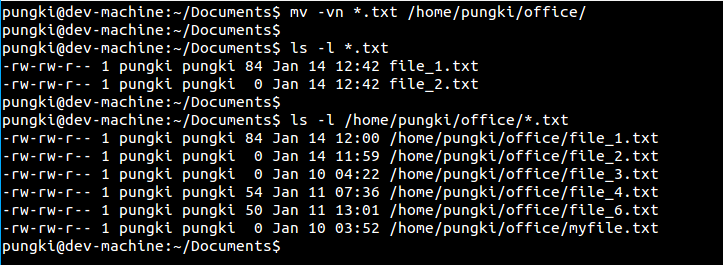 pungki@dev-machine:~/Documents$ mv -vn *.txt /home/pungki/office/
pungki@dev-machine:~/Documents$
pungki@dev-machine:~/Documents$ ls -l *.txt
-rw-rw-r-- 1 pungki pungki 84 Jan 14 12:42 file_1.txt
-rw-rw-r-- 1 pungki pungki  0 Jan 14 12:42 file_2.txt
pungki@dev-machine:~/Documents$
pungki@dev-machine:~/Documents$ ls -l /home/pungki/office/*.txt
-rw-rw-r-- 1 pungki pungki 84 Jan 14 12:00 /home/pungki/office/file_1.txt
-rw-rw-r-- 1 pungki pungki  0 Jan 14 11:59 /home/pungki/office/file_2.txt
-rw-rw-r-- 1 pungki pungki  0 Jan 10 04:22 /home/pungki/office/file_3.txt
-rw-rw-r-- 1 pungki pungki 54 Jan 11 07:36 /home/pungki/office/file_4.txt
-rw-rw-r-- 1 pungki pungki 50 Jan 11 13:01 /home/pungki/office/file_6.txt
-rw-rw-r-- 1 pungki pungki  0 Jan 10 03:52 /home/pungki/office/myfile.txt
pungki@dev-machine:~/Documents$